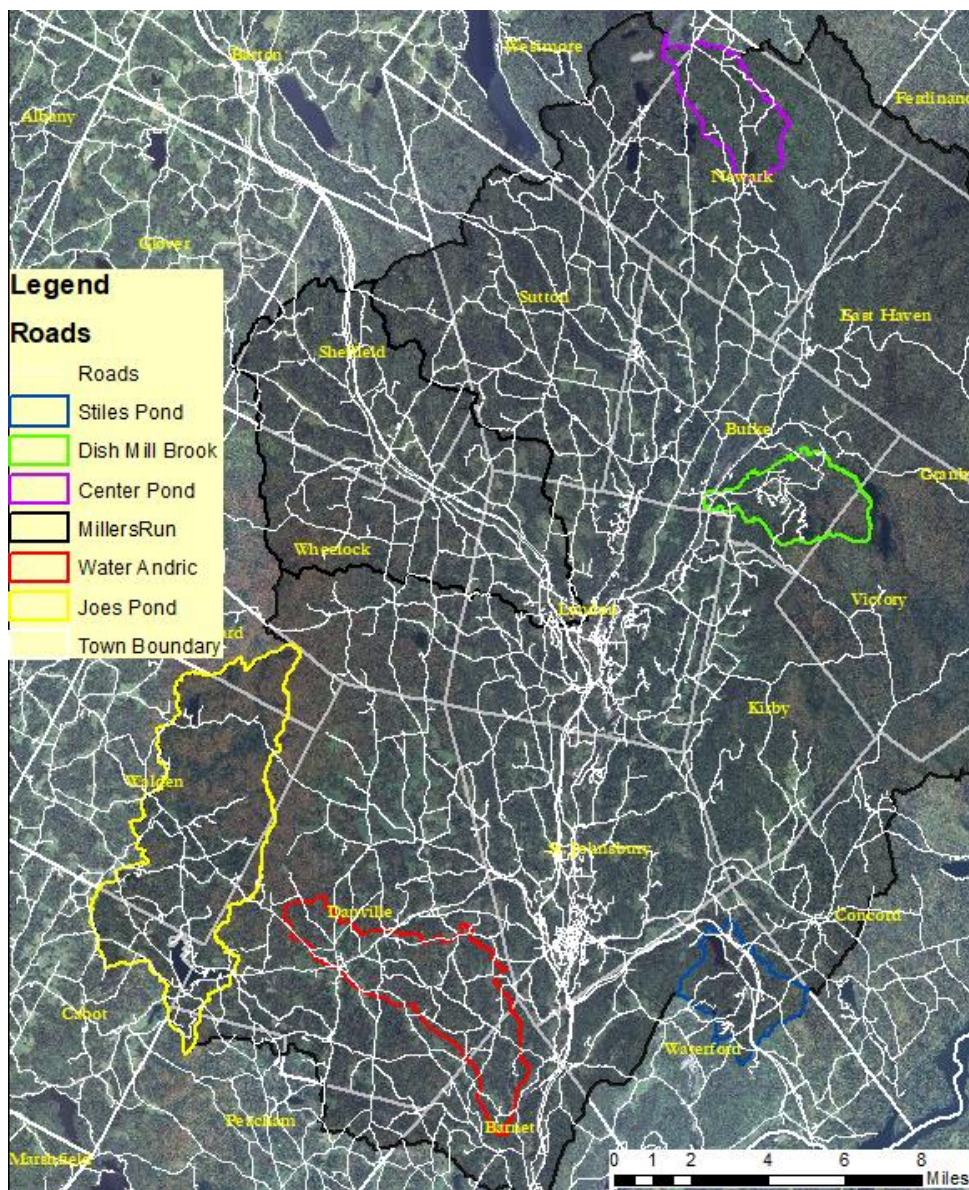 Westmore
Barton
Ferdinand
Albany
Newark
Glover
Legend
Roads
Roads
Stiles Pond
Dish Mill Brook
Center Pond
MillersRun
Water Andric
Joes Pond
Town Boundary
Sutton
East Haven
Sheffield
Burke
Granb
Wheelock
Lyndon
Victory
ard
Kirby
Walden
St. Johnsbury
Danville
Concord
Cabot
Waterford
Peacham
Barnet
Marshfield
0 1 2 4 6 8
Miles